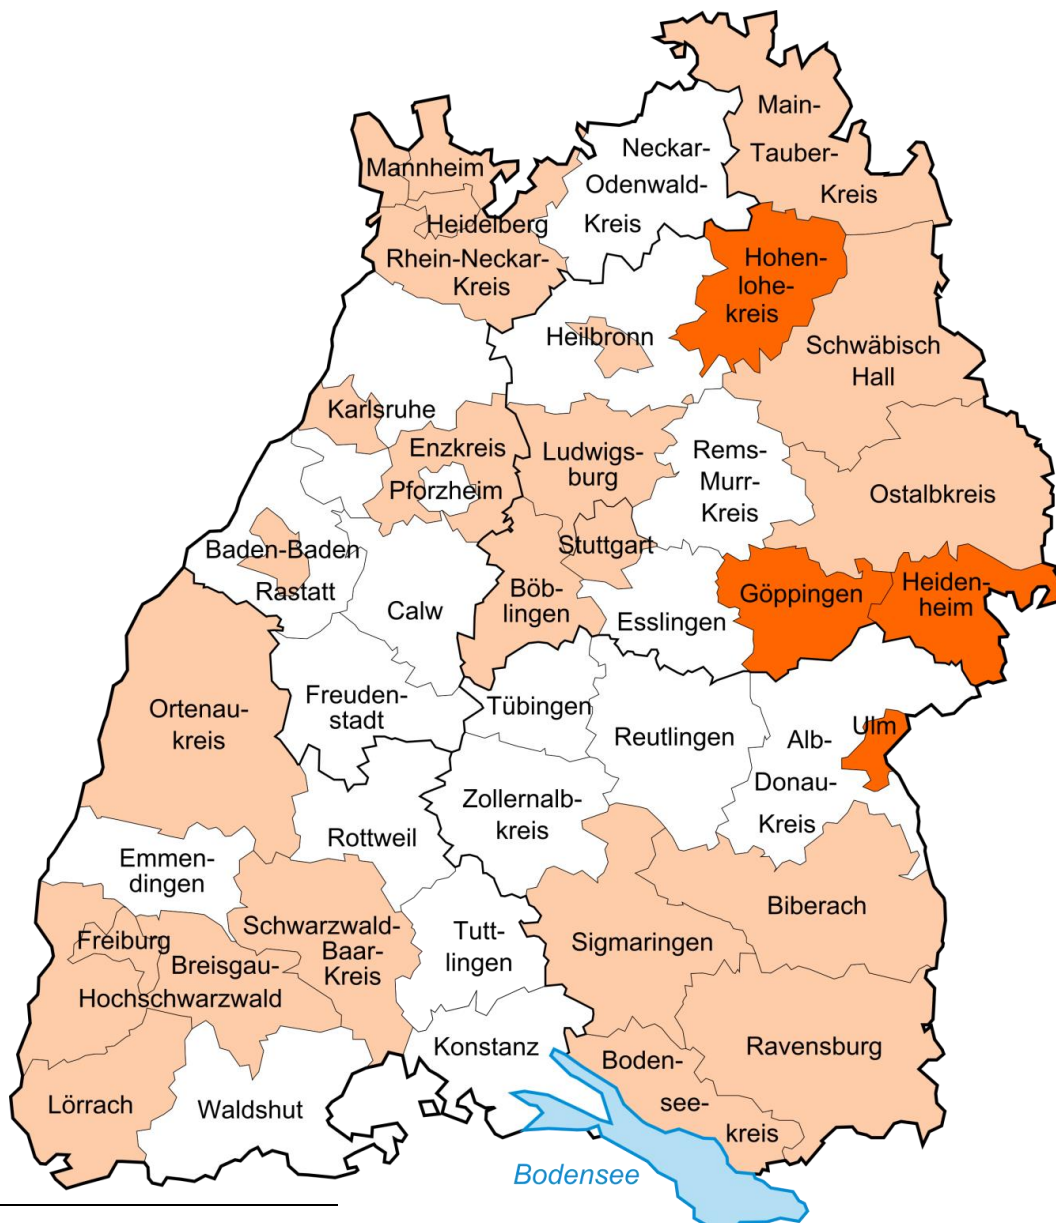 Main-
Tauber-
Kreis
Neckar-
Odenwald-
Kreis
Mannheim
Heidelberg
Rhein-Neckar-
Kreis
Hohen-
lohe-
kreis
Heilbronn
Schwäbisch
Hall
Karlsruhe
Enzkreis
Pforzheim
Ludwigs-
burg
Rems-
Murr-
Kreis
Ostalbkreis
Baden-Baden
Rastatt
Stuttgart
Böb-
lingen
Calw
Esslingen
Göppingen
Heiden-
heim
Ortenau-
kreis
Freuden-
stadt
Tübingen
Reutlingen
Alb-
Donau-
Kreis
Ulm
Zollernalb-
kreis
Rottweil
Emmen-
dingen
Biberach
Schwarzwald-
Baar-
Kreis
Tutt-
lingen
Sigmaringen
Freiburg
Breisgau-
Hochschwarzwald
Konstanz
Boden-
see-
kreis
Ravensburg
Lörrach
Waldshut
Bodensee